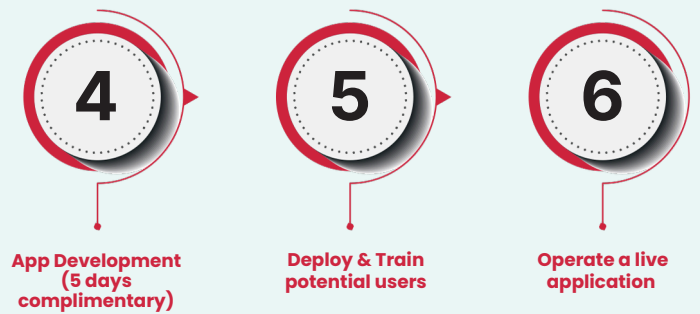 4
App Development
(5 days
complimentary)
5
Deploy & Train
potential users
6
Operate a live
application